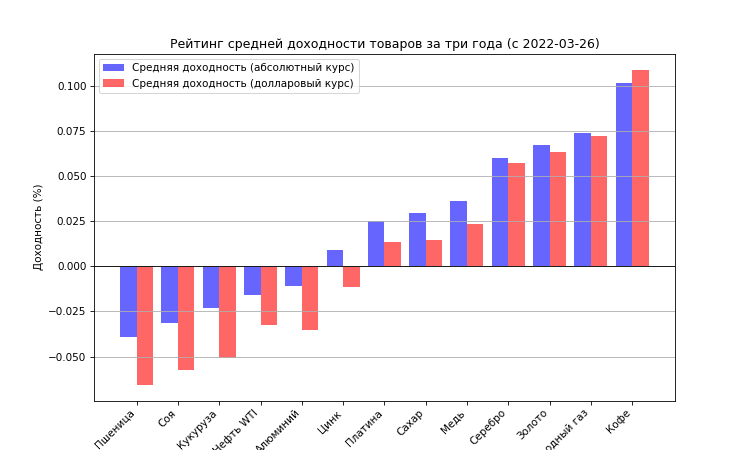 Рейтинг средней доходности товаров за три года (с 2022-03-26)
Средняя доходность (абсолютный курс)
Средняя доходность (долларовый курс)
Доходность (%)
0.100
0.075
0.050
0.025
0.000
−0.025
−0.050
Пшеница
Соя
Кукуруза
Нефть WTI
Алюминий
Цинк
Платина
Сахар
Медь
Серебро
Золото
газ
Кофе